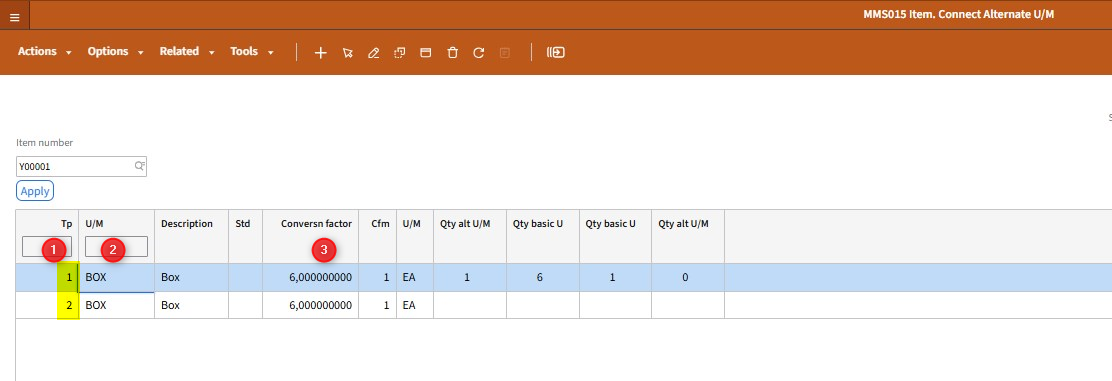 MMS015 Item. Connect Alternate U/M
Actions Options Related Tools
Item number
Y00001
Apply
Tp U/M Description Std Conversn factor Cfm U/M Qty alt U/M Qty basic U Qty basic U Qty alt U/M
1 2 3
1 BOX Box 6,000000000 1 EA 1 6 1 0
2 BOX Box 6,000000000 1 EA